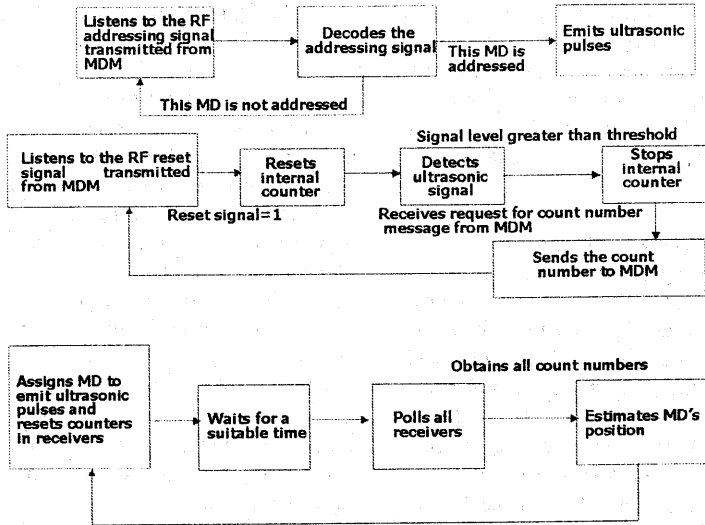 Listens to the RF
addressing signal
transmitted from
MDM
Decodes the
addressing signal
This MD is
addressed
Emits ultrasonic
pulses
This MD is not addressed
Listens to the RF reset
signal transmitted
from MDM
Reset signal=1
Resets
internal
counter
Detects
ultrasonic
signal
Signal level greater than threshold
Stops
internal
counter
Receives request for count number
message from MDM
Sends the count
number to MDM
Assigns MD to
emit ultrasonic
pulses and
resets counters
in receivers
Waits for a
suitable time
Polls all
receivers
Obtains all count numbers
Estimates MD's
position